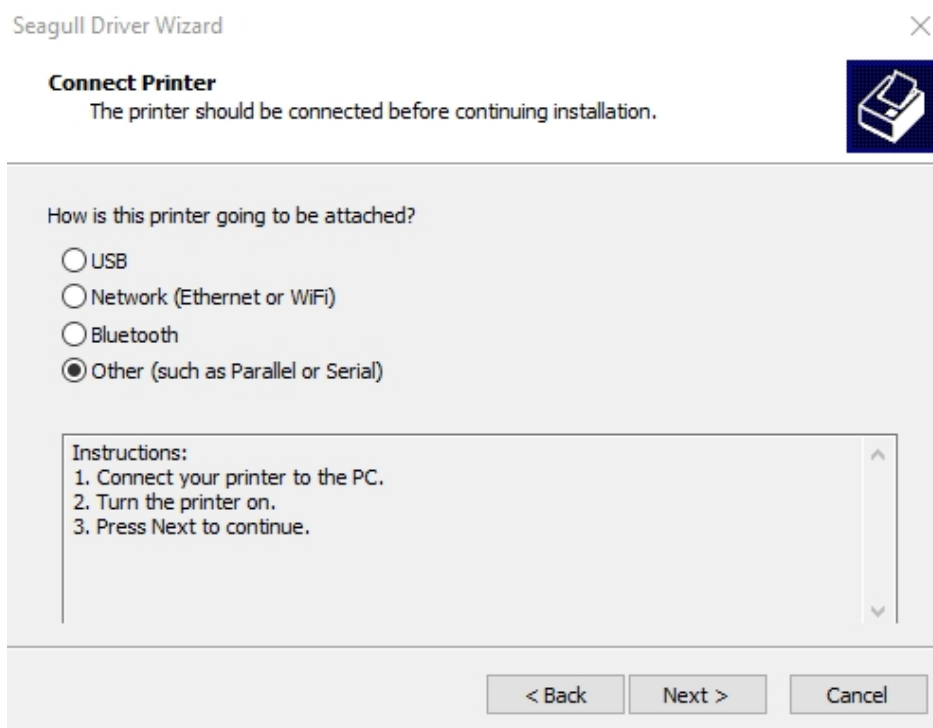 Seagull Driver Wizard
Connect Printer
The printer should be connected before continuing installation.
How is this printer going to be attached?
USB
Network (Ethernet or WiFi)
Bluetooth
Other (such as Parallel or Serial)
Instructions:
1. Connect your printer to the PC.
2. Turn the printer on.
3. Press Next to continue.
< Back Next > Cancel